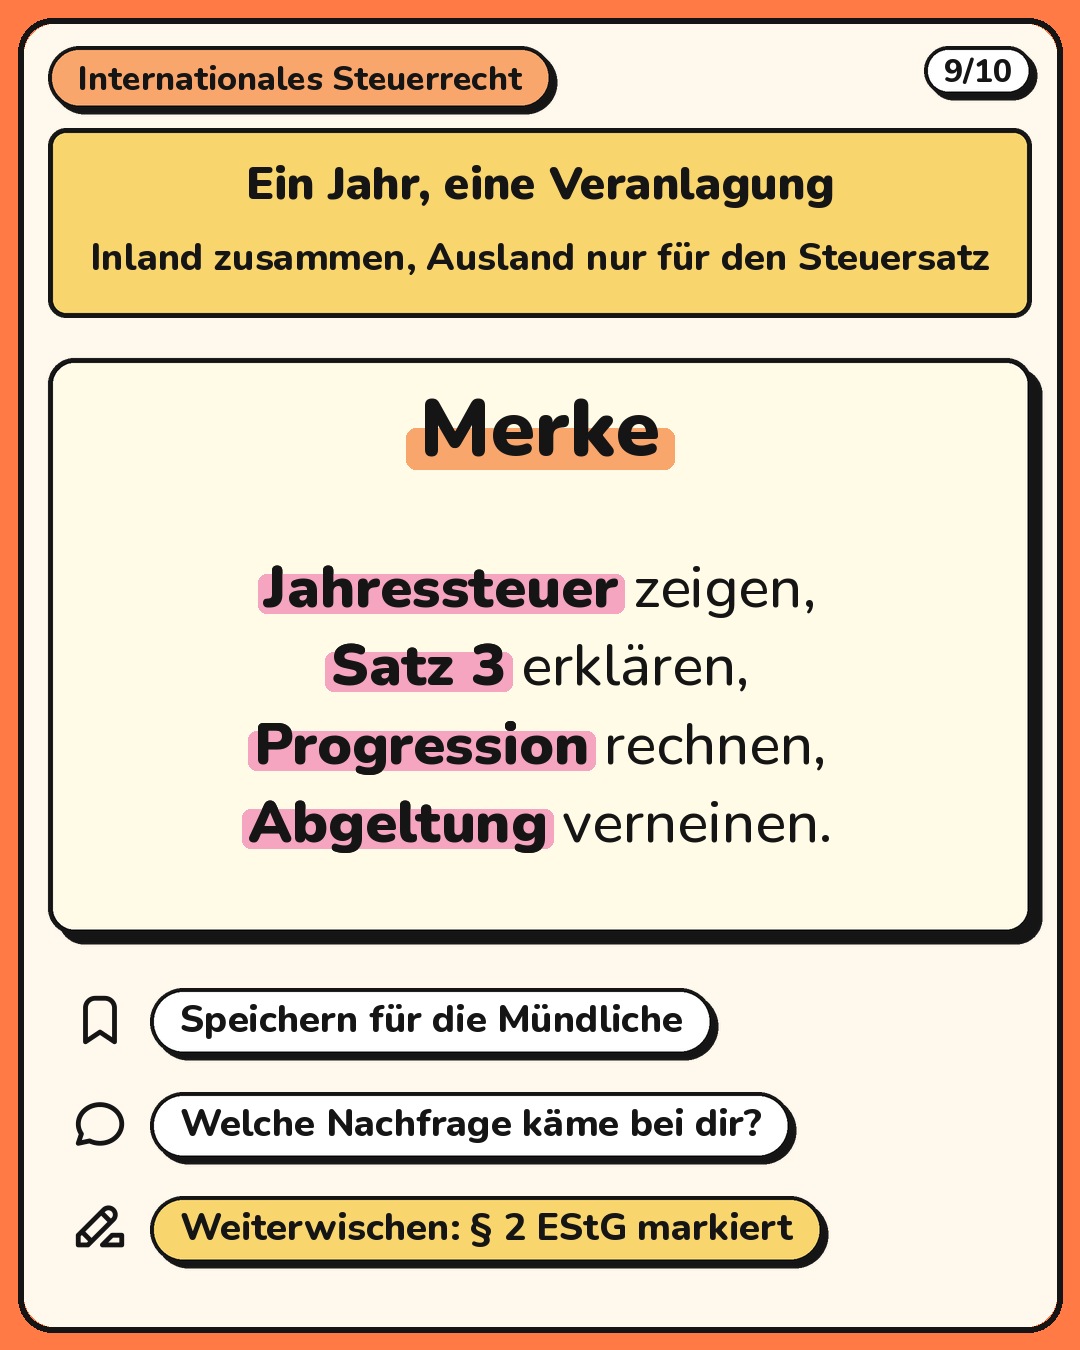 Internationales Steuerrecht
9/10
Ein Jahr, eine Veranlagung
Inland zusammen, Ausland nur für den Steuersatz
Merke
Jahressteuer zeigen,
Satz 3 erklären,
Progression rechnen,
Abgeltung verneinen.
Speichern für die Mündliche
Welche Nachfrage käme bei dir?
Weiterwischen: § 2 EStG markiert